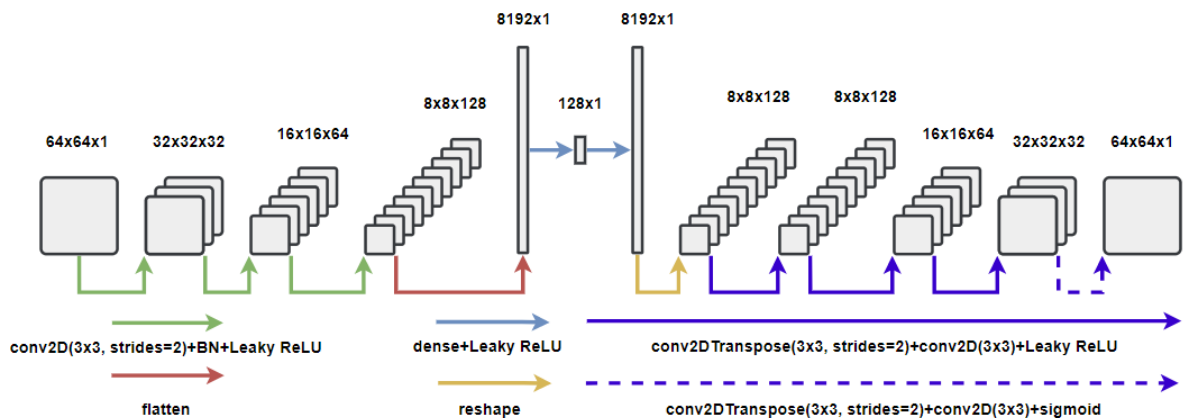 8192x1
8192x1
8x8x128
128x1
8x8x128
8x8x128
64x64x1
32x32x32
16x16x64
16x16x64
32x32x32
64x64x1
conv2D(3x3, strides=2)+BN+Leaky ReLU
dense+Leaky ReLU
conv2DTranspose(3x3, strides=2)+conv2D(3x3)+Leaky ReLU
flatten
reshape
conv2DTranspose(3x3, strides=2)+conv2D(3x3)+sigmoid